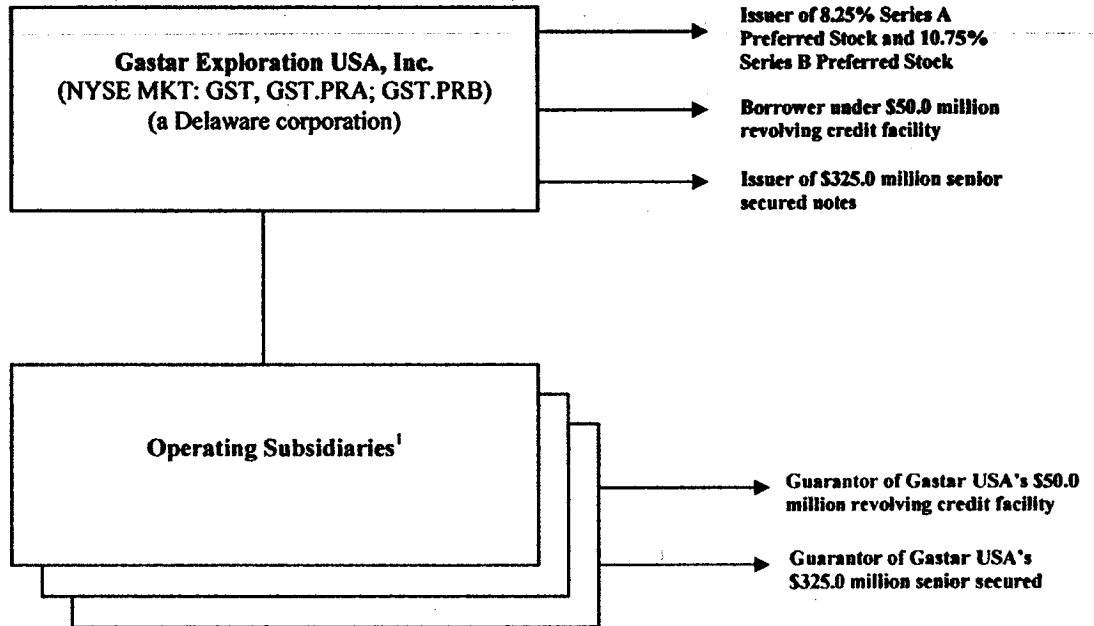 Gastar Exploration USA, Inc.
(NYSE MKT: GST, GST.PRA; GST.PRB)
(a Delaware corporation)
Issuer of 8.25% Series A
Preferred Stock and 10.75%
Series B Preferred Stock
Borrower under $50.0 million
revolving credit facility
Issuer of $325.0 million senior
secured notes
Operating Subsidiaries¹
Guarantor of Gastar USA's $50.0
million revolving credit facility
Guarantor of Gastar USA's
$325.0 million senior secured